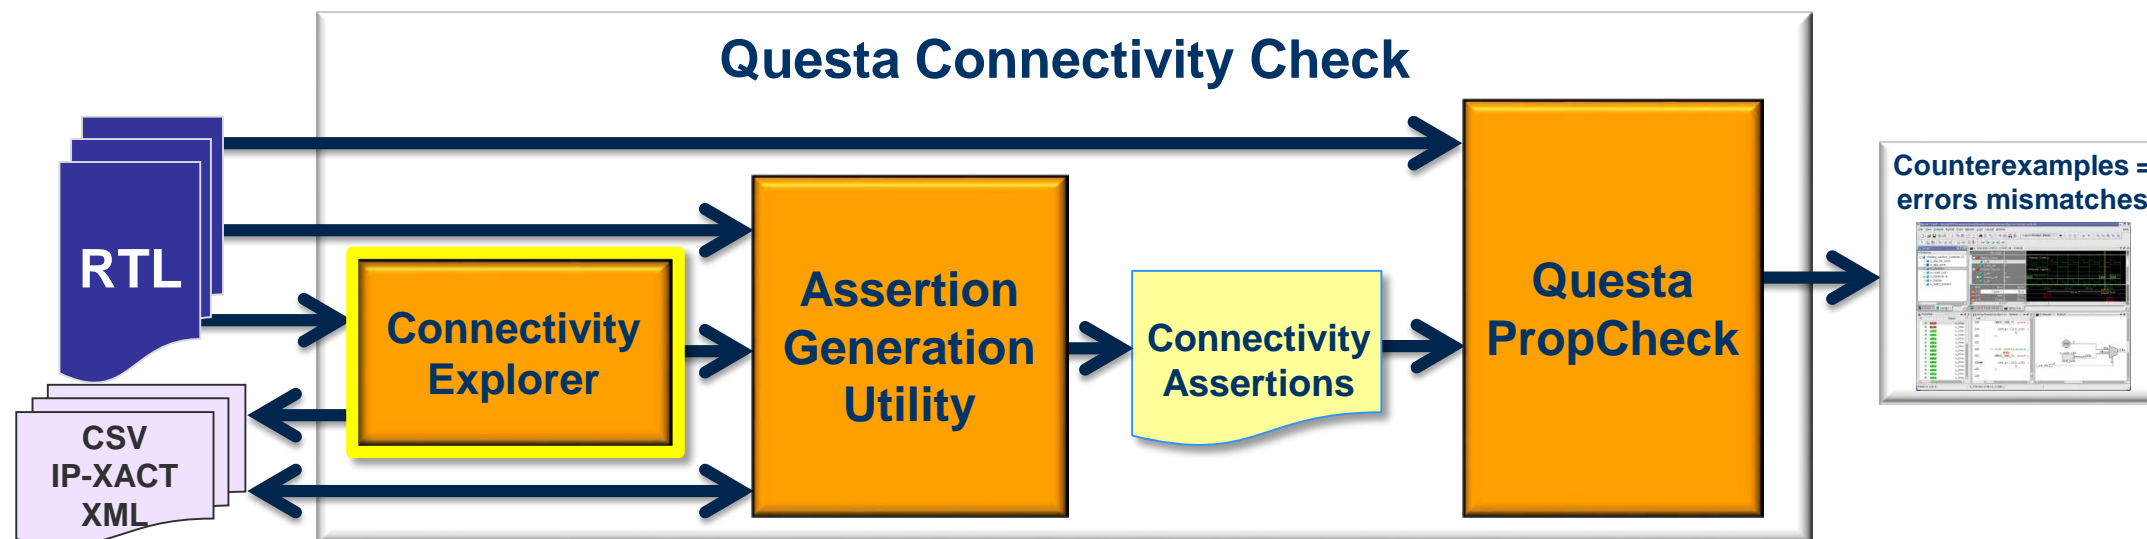 Questa Connectivity Check
RTL
Connectivity
Explorer
CSV
IP-XACT
XML
Assertion
Generation
Utility
Connectivity
Assertions
Questa
PropCheck
Counterexamples =
errors mismatches